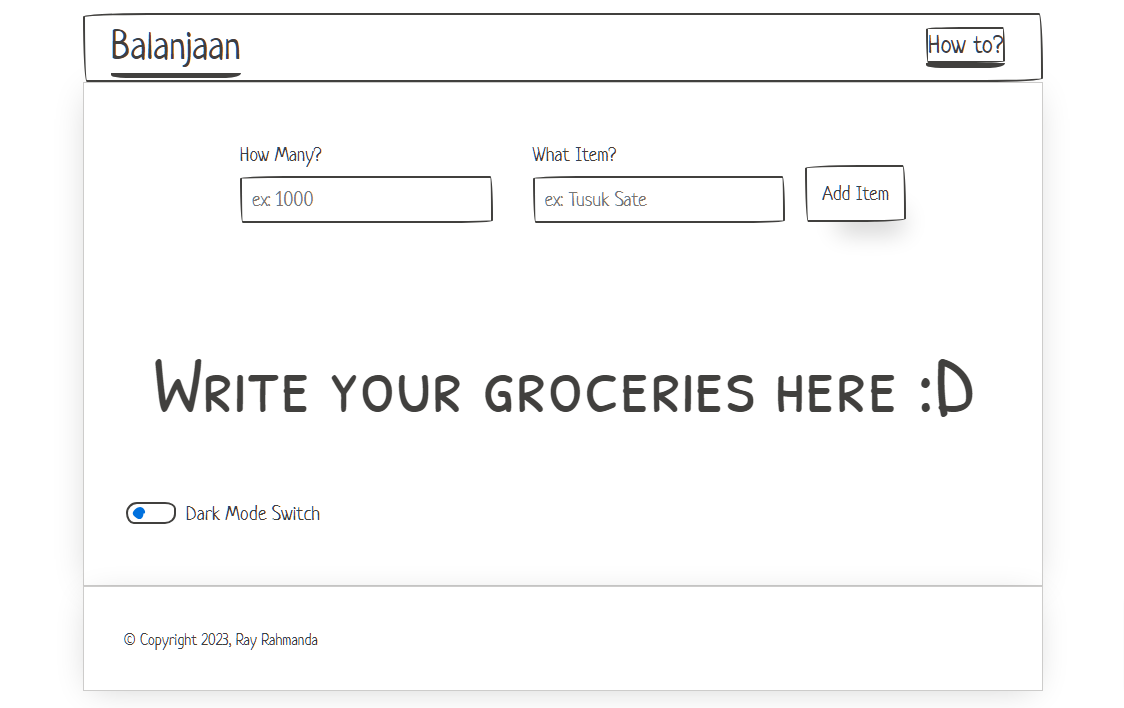 Balanjaan
How to?
How Many?
What Item?
ex: 1000
ex: Tusuk Sate
Add Item
Write your groceries here :D
Dark Mode Switch
© Copyright 2023, Ray Rahmanda